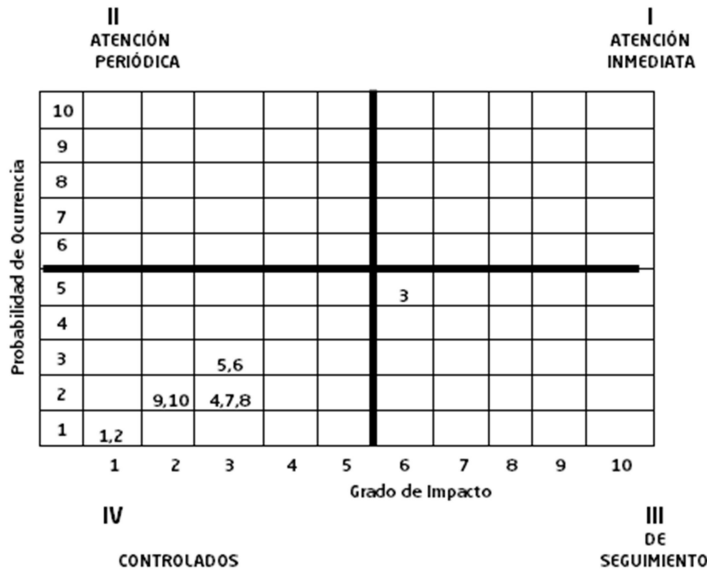 II
ATENCIÓN
PERIÓDICA
I
ATENCIÓN
INMEDIATA
Probabilidad de Ocurrencia
10
9
8
7
6
5 3
4
3 5,6
2 9,10 4,7,8
1 1,2
1 2 3 4 5 6 7 8 9 10
Grado de Impacto
IV
CONTROLADOS
III
DE
SEGUIMIENTO